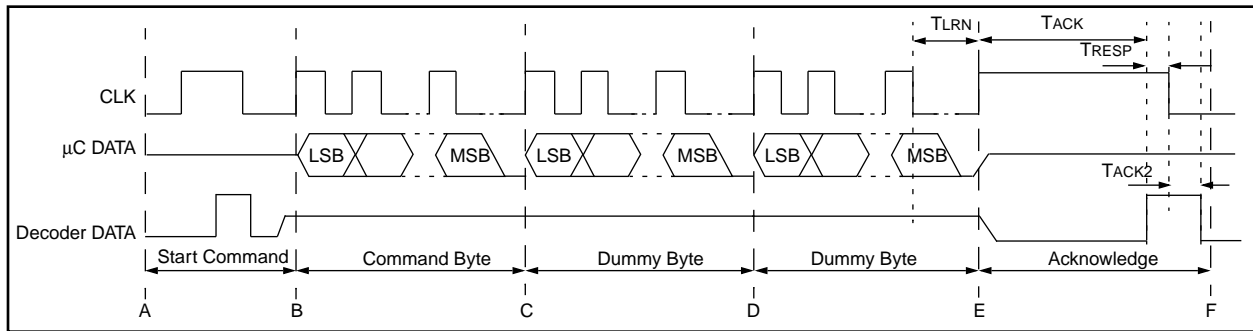 TLRN
TACK
TRESP
CLK
μC DATA
LSB
MSB
LSB
MSB
LSB
MSB
TACK2
Decoder DATA
Start Command
Command Byte
Dummy Byte
Dummy Byte
Acknowledge
A
B
C
D
E
F